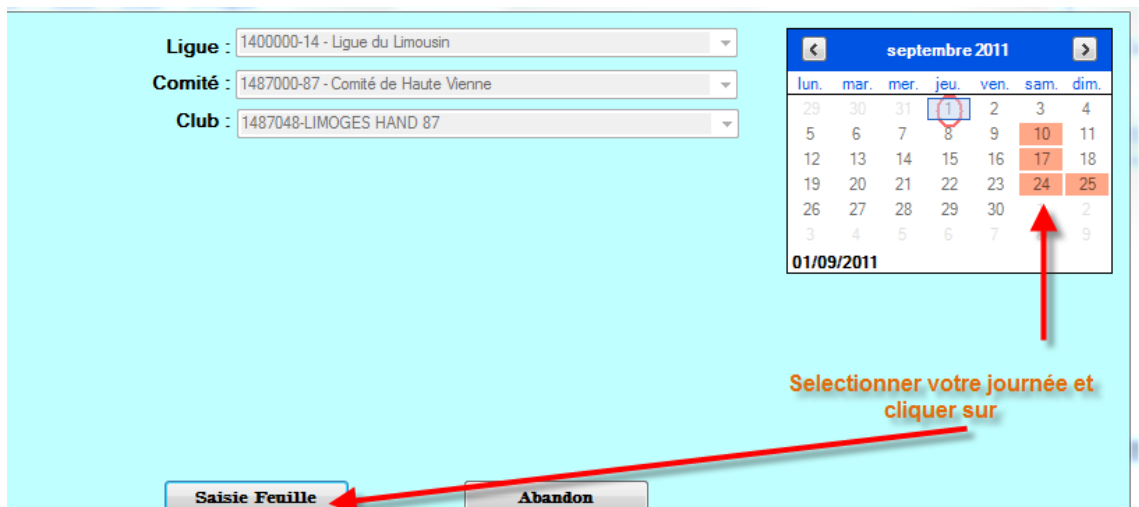 Ligue : 1400000-14 - Ligue du Limousin
Comité : 1487000-87 - Comité de Haute Vienne
Club : 1487048-LIMOGES HAND 87
septembre 2011
lun. mar. mer. jeu. ven. sam. dim.
29 30 31 1 2 3 4
5 6 7 8 9 10 11
12 13 14 15 16 17 18
19 20 21 22 23 24 25
26 27 28 29 30 2
3 4 5 6 7 9
01/09/2011
Selectionner votre journée et
cliquer sur
Saisie Feuille Abandon